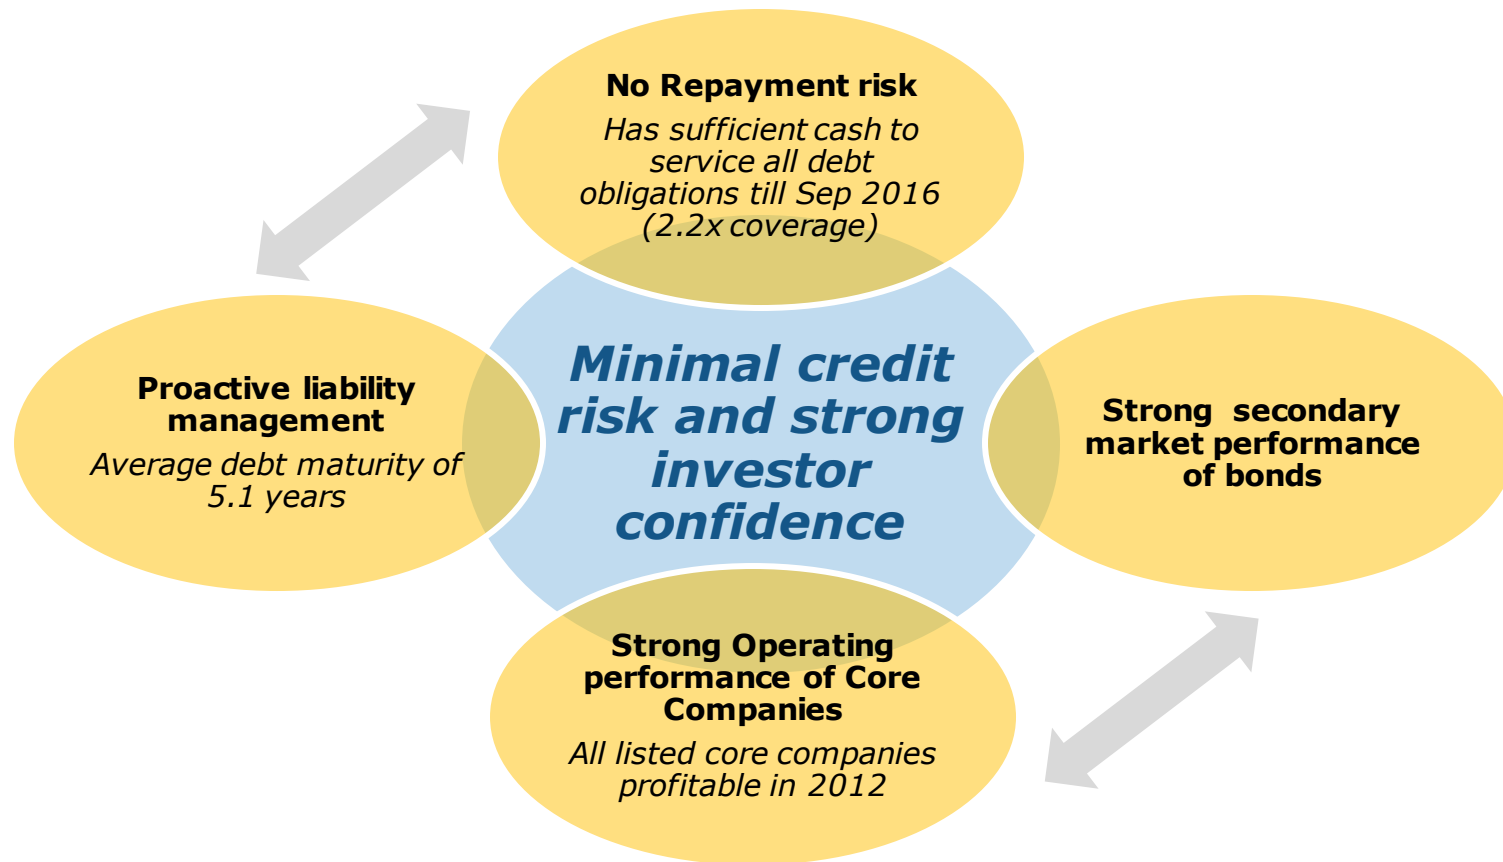 No Repayment risk
Has sufficient cash to
service all debt
obligations till Sep 2016
(2.2x coverage)
Proactive liability
management
Average debt maturity of
5.1 years
Minimal credit
risk and strong
investor
confidence
Strong secondary
market performance
of bonds
Strong Operating
performance of Core
Companies
All listed core companies
profitable in 2012